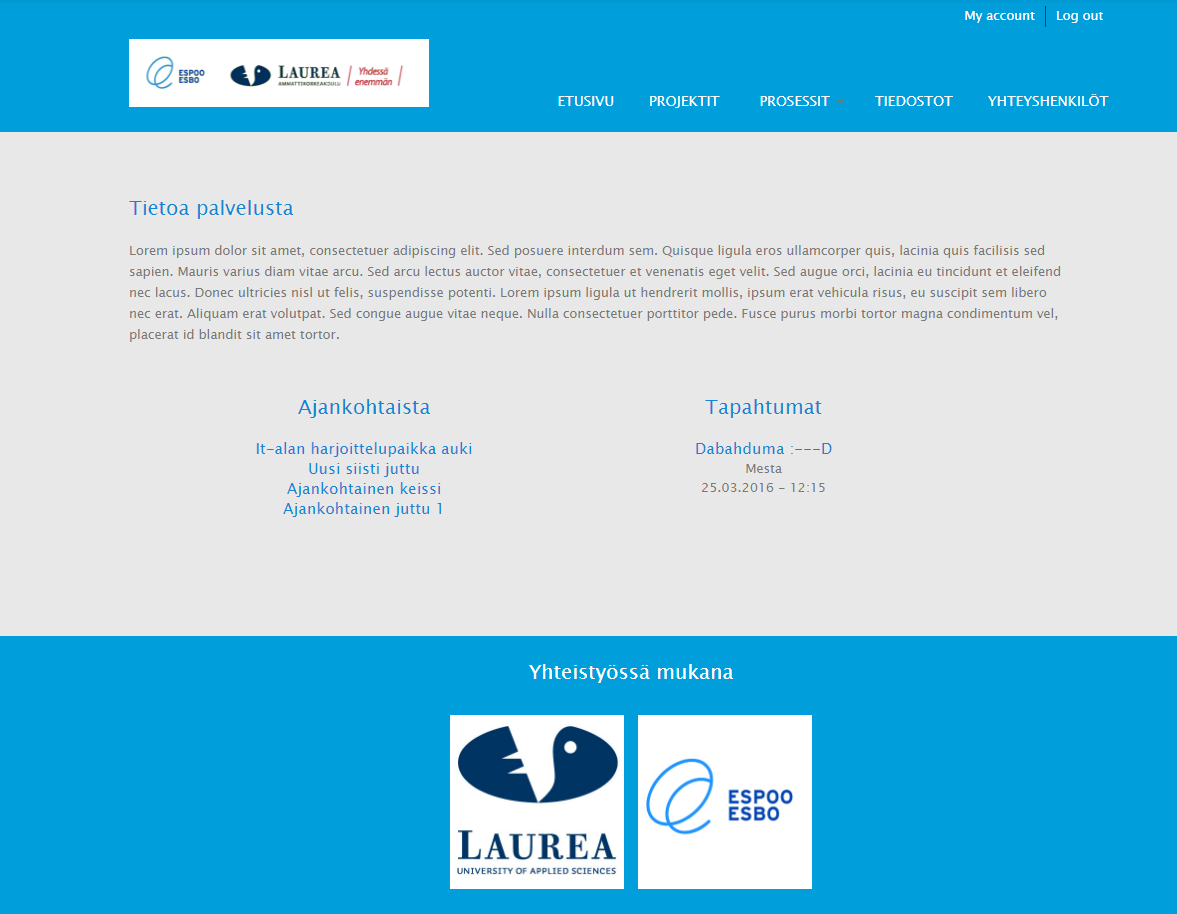 My account Log out
ESPOO
ESBO
LAUREA
AMMATTIKORKEAKOULU
Yhdessä
enemmän
ETUSIVU PROJEKTIT PROSESSIT TIEDOSTOT YHTEYSHENKILÖT
Tietoa palvelusta
Lorem ipsum dolor sit amet, consectetuer adipiscing elit. Sed posuere interdum sem. Quisque ligula eros ullamcorper quis, lacinia quis facilisis sed
sapien. Mauris varius diam vitae arcu. Sed arcu lectus auctor vitae, consectetuer et venenatis eget velit. Sed augue orci, lacinia eu tincidunt et eleifend
nec lacus. Donec ultricies nisl ut felis, suspendisse potenti. Lorem ipsum ligula ut hendrerit mollis, ipsum erat vehicula risus, eu suscipit sem libero
nec erat. Aliquam erat volutpat. Sed congue augue vitae neque. Nulla consectetuer porttitor pede. Fusce purus morbi tortor magna condimentum vel,
placerat id blandit sit amet tortor.
Ajankohtaista
It-alan harjoittelupaikka auki
Uusi siisti juttu
Ajankohtainen keissi
Ajankohtainen juttu 1
Tapahtumat
Dabahduma :---D
Mesta
25.03.2016 - 12:15
Yhteistyössä mukana
LAUREA
UNIVERSITY OF APPLIED SCIENCES
ESPOO
ESBO